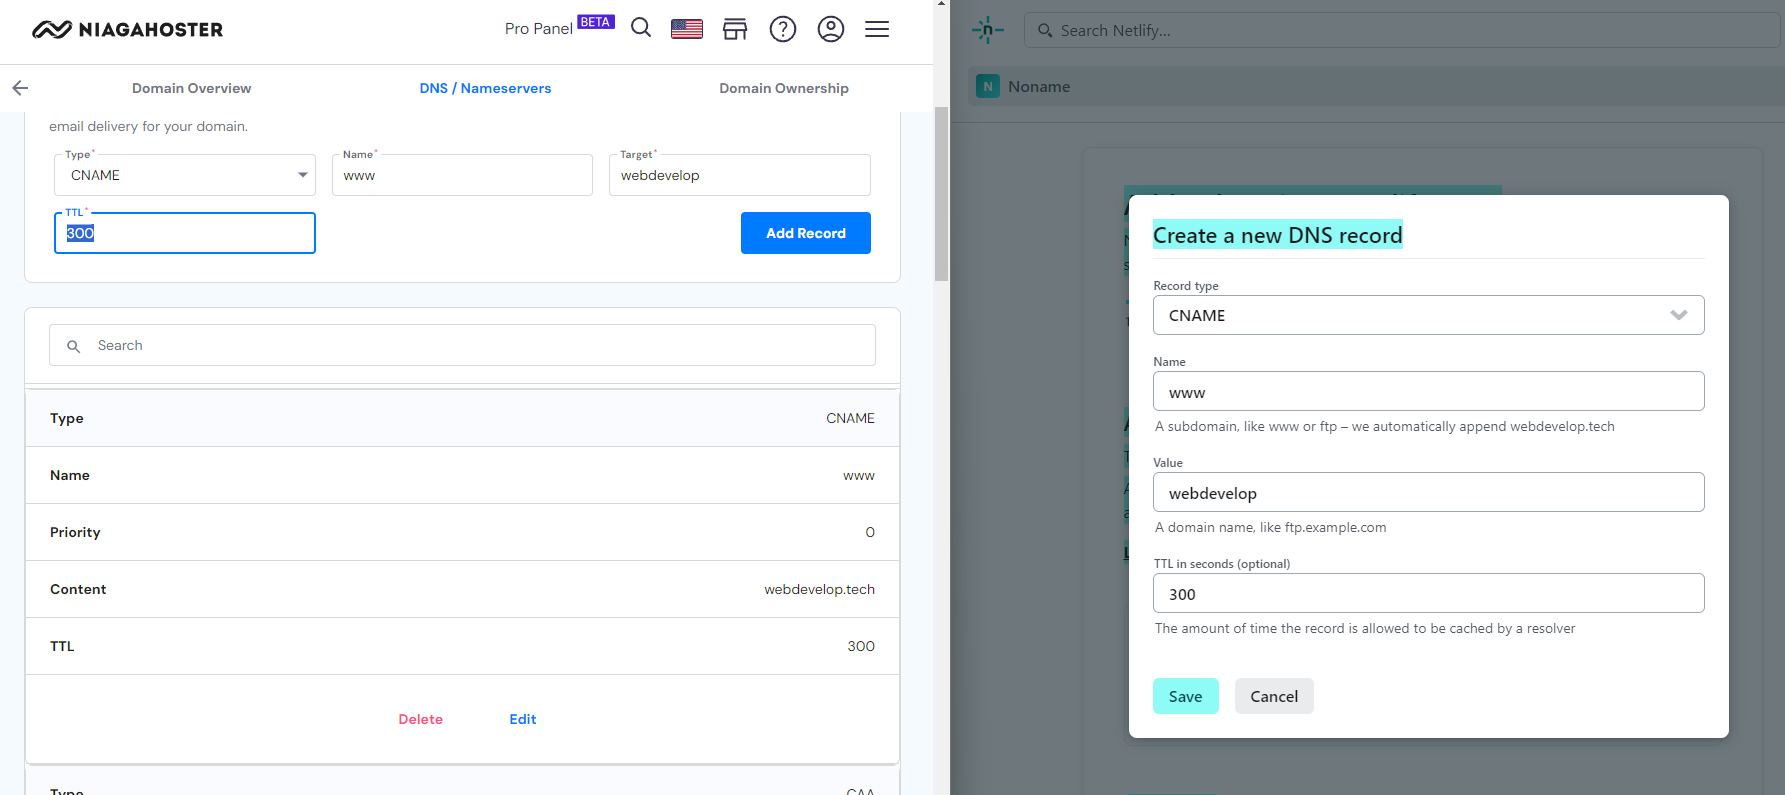 NIAGAHOSTER
Pro Panel BETA
Domain Overview
DNS / Nameservers
Domain Ownership
email delivery for your domain.
Type*
CNAME
Name*
www
Target*
webdevelop
TTL*
300
Add Record
Search
Type CNAME
Name www
Priority 0
Content webdevelop.tech
TTL 300
Delete Edit
Type CAA
n
Search Netlify...
N Noname
Create a new DNS record
Record type
CNAME
Name
www
A subdomain, like www or ftp – we automatically append webdevelop.tech
Value
webdevelop
A domain name, like ftp.example.com
TTL in seconds (optional)
300
The amount of time the record is allowed to be cached by a resolver
Save Cancel